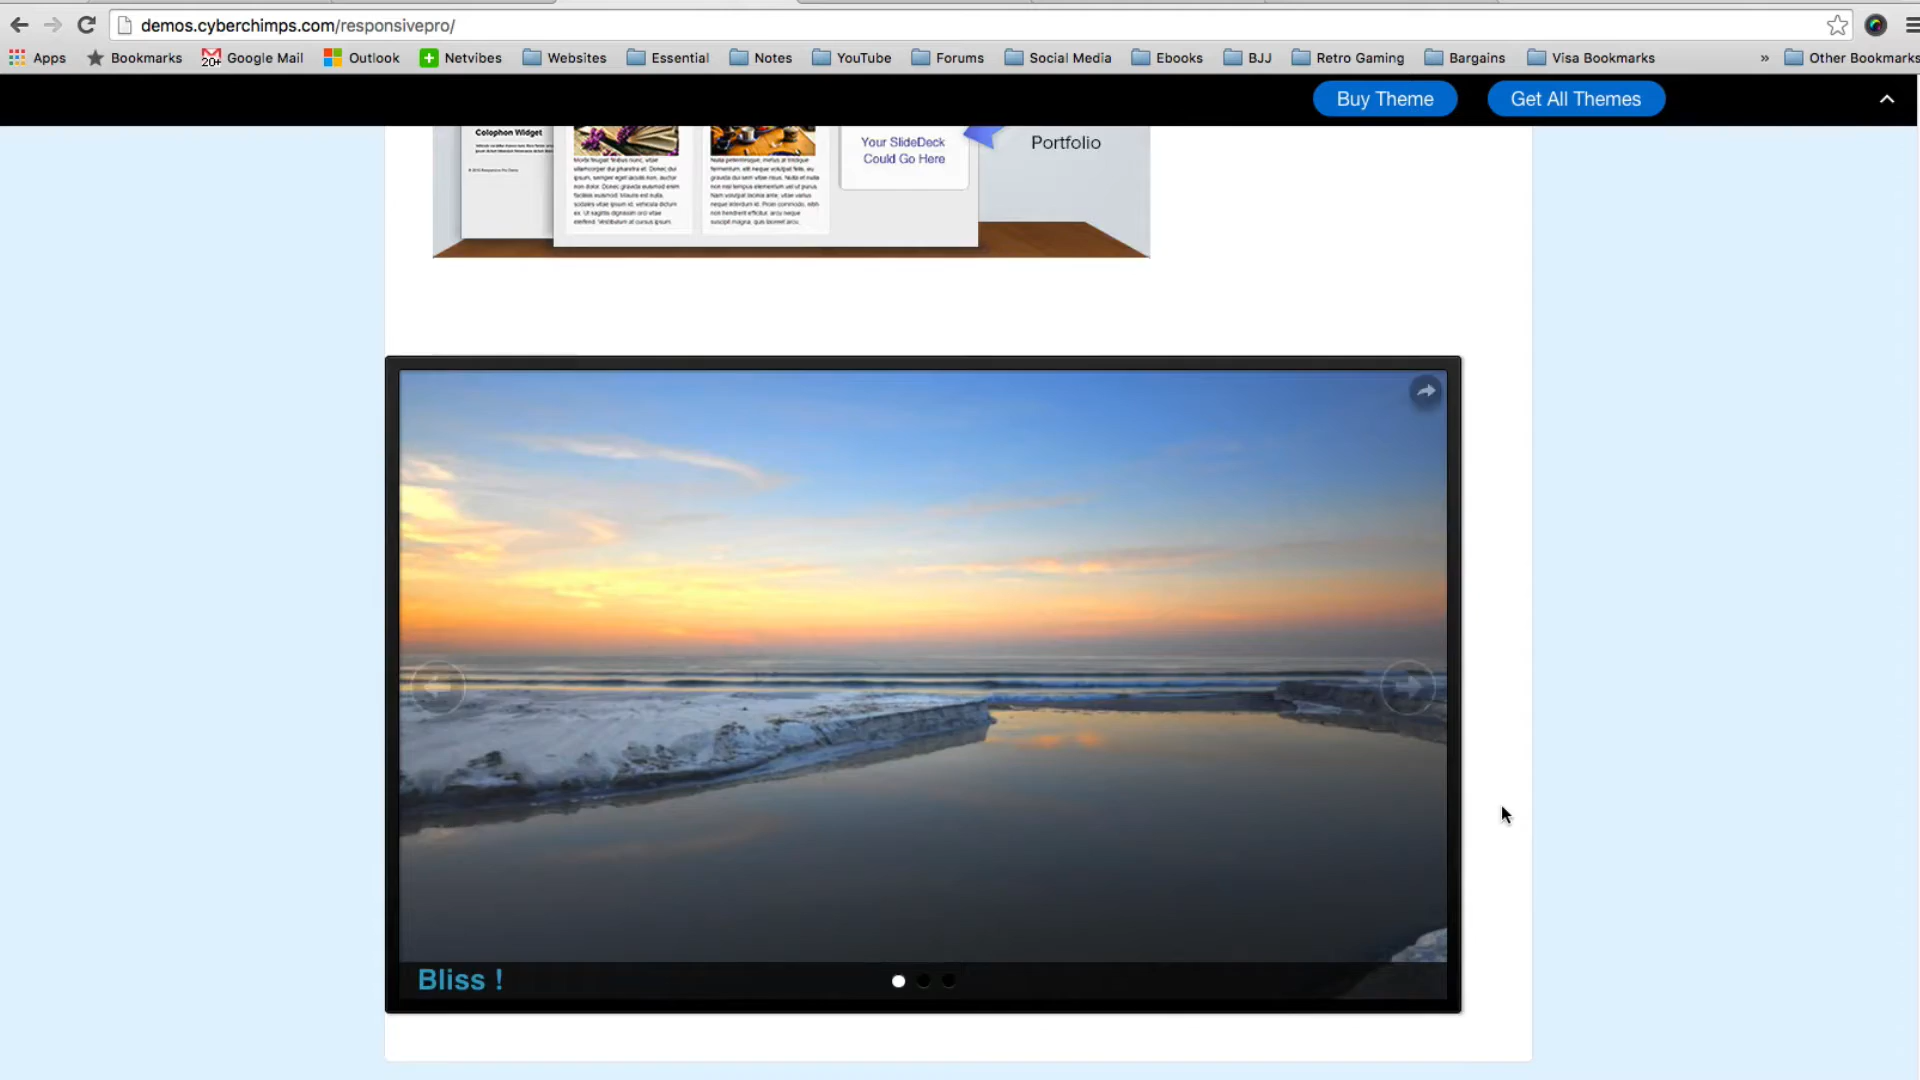 demos.cyberchimps.com/responsivepro/
Apps Bookmarks 20+ Google Mail Outlook Netvibes Websites Essential Notes YouTube Forums Social Media Ebooks BJJ Retro Gaming Bargains Visa Bookmarks » Other Bookmarks
Buy Theme Get All Themes
Colophon Widget
Your SlideDeck
Could Go Here
Portfolio
Bliss !